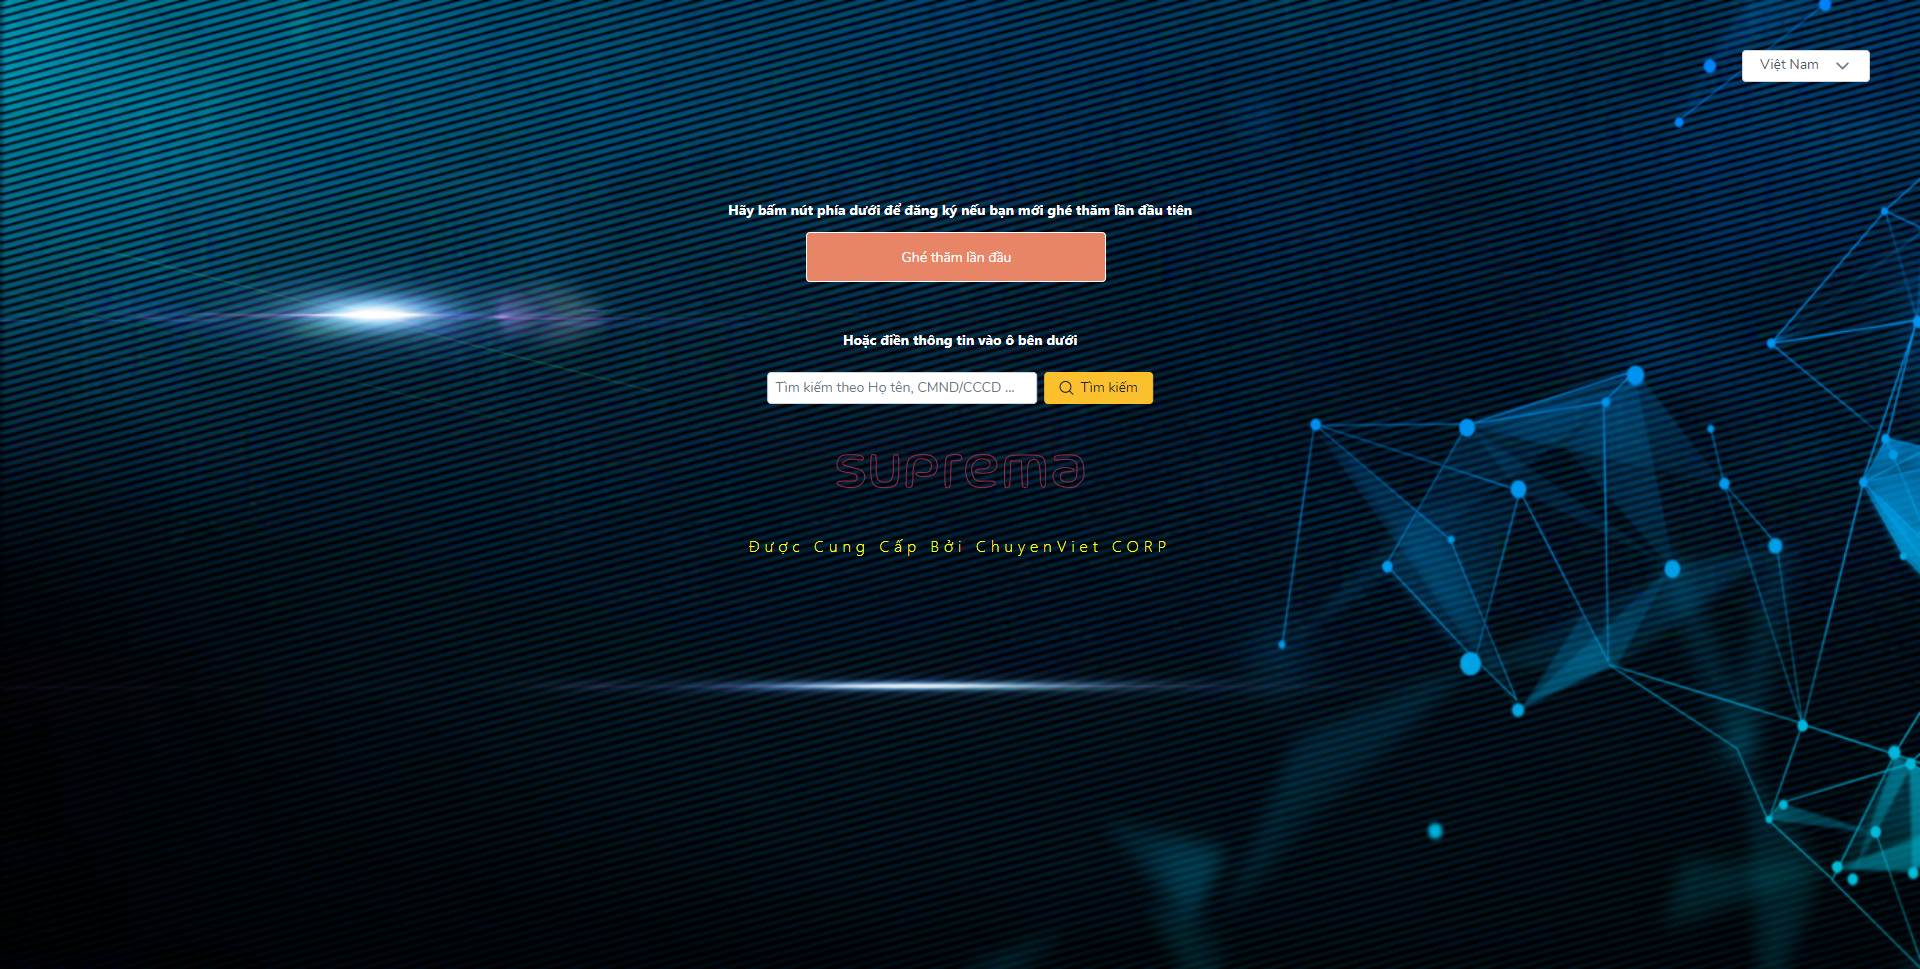 Việt Nam
Hãy bấm nút phía dưới để đăng ký nếu bạn mới ghé thăm lần đầu tiên
Ghé thăm lần đầu
Hoặc điền thông tin vào ô bên dưới
Tìm kiếm theo Họ tên, CMND/CCCD ... Tìm kiếm
suprema
Được Cung Cấp Bởi ChuyenViet CORP